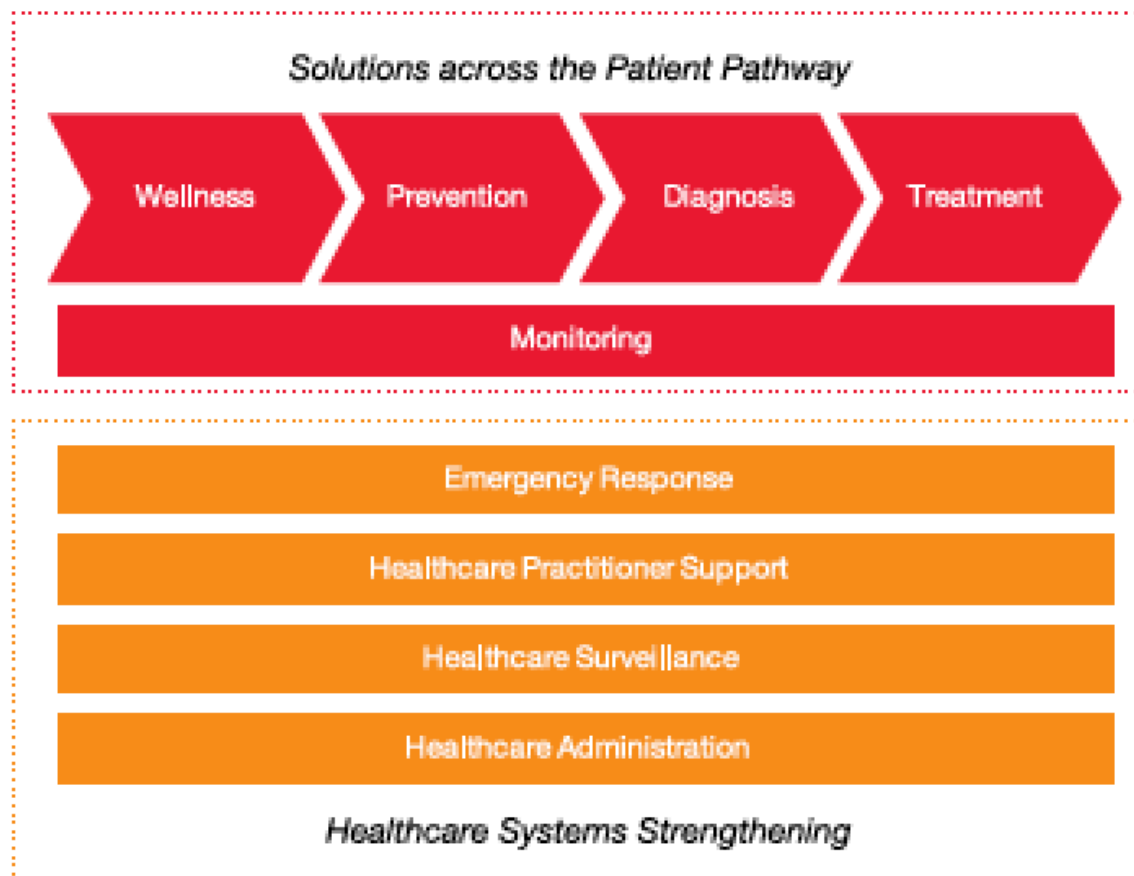 Solutions across the Patient Pathway
Wellness
Prevention
Diagnosis
Treatment
Monitoring
Emergency Response
Healthcare Practitioner Support
Healthcare Surveillance
Healthcare Administration
Healthcare Systems Strengthening